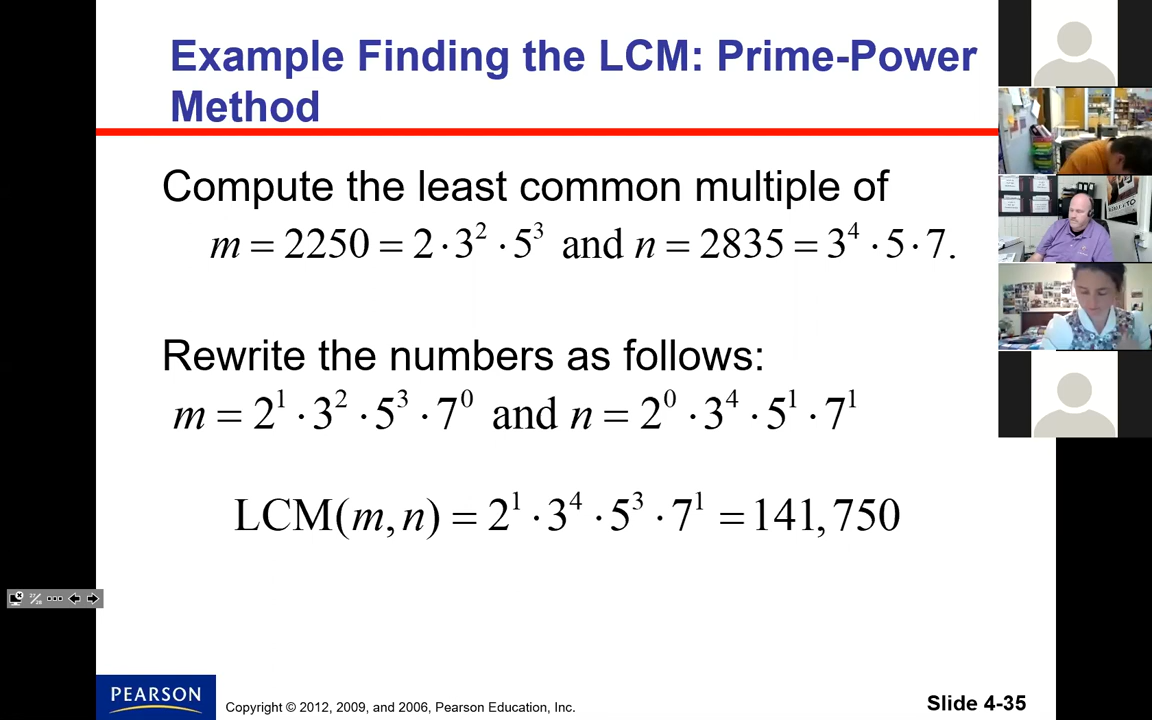 Example Finding the LCM: Prime-Power
Method
Compute the least common multiple of
m = 2250 = 2 · 3² · 5³ and n = 2835 = 3⁴ · 5 · 7.
Rewrite the numbers as follows:
m = 2¹ · 3² · 5³ · 7⁰ and n = 2⁰ · 3⁴ · 5¹ · 7¹
LCM(m, n) = 2¹ · 3⁴ · 5³ · 7¹ = 141,750
PEARSON
Copyright © 2012, 2009, and 2006, Pearson Education, Inc.
Slide 4-35